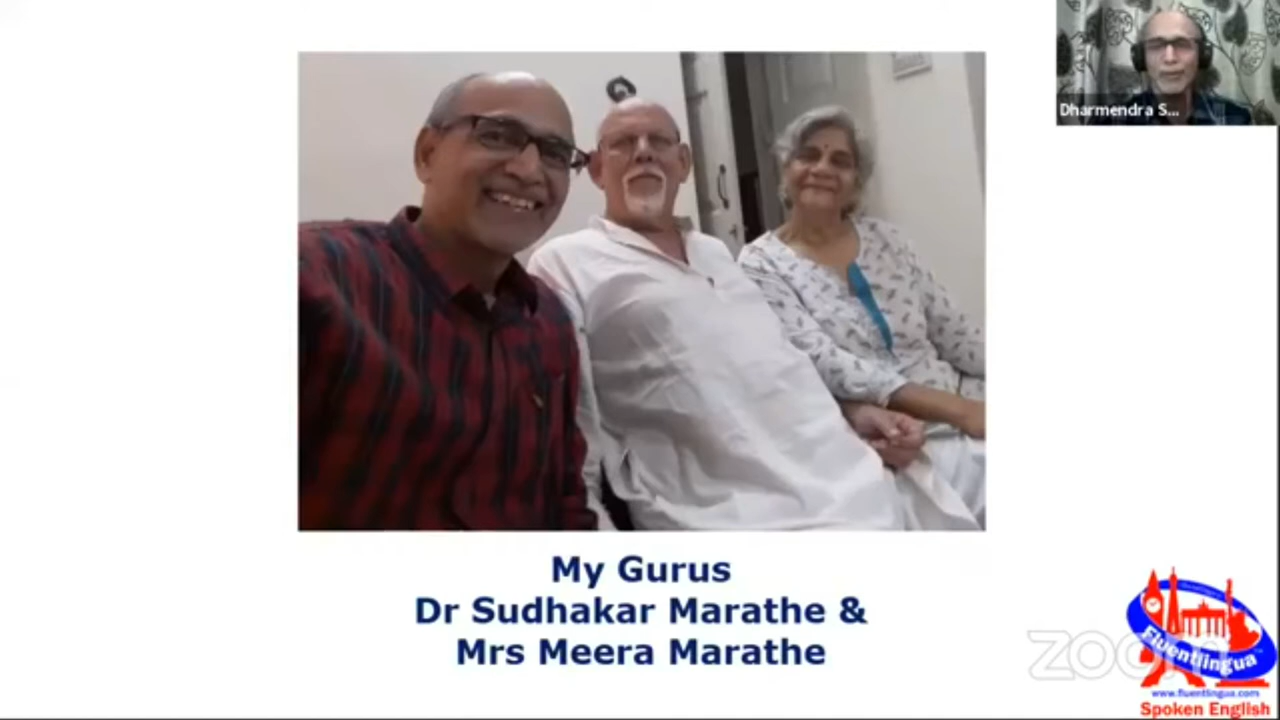 Dharmendra S...
My Gurus
Dr Sudhakar Marathe &
Mrs Meera Marathe
zoom
Fluentlingua
www.fluentlingua.com
Spoken English